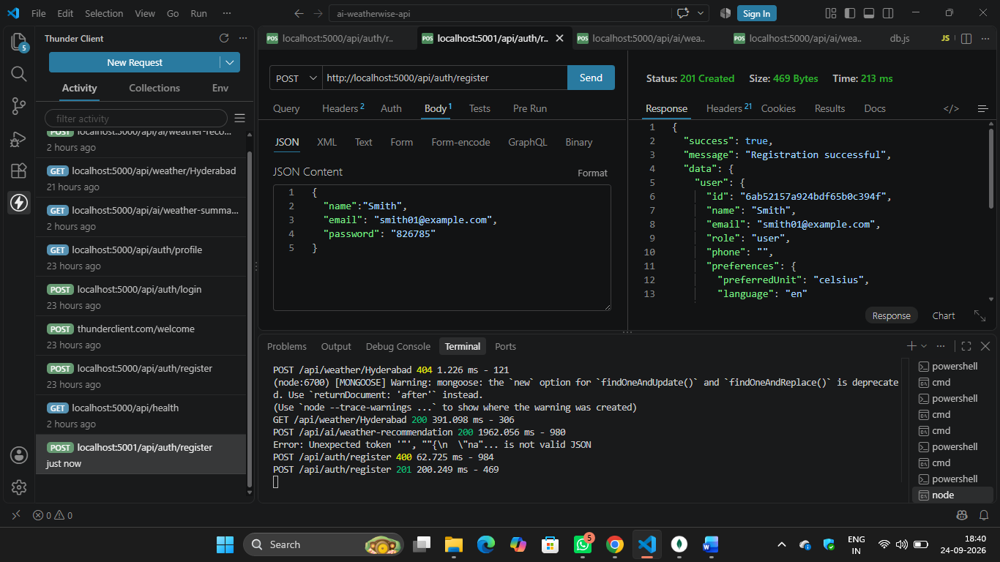 File Edit Selection View Go Run ···
ai-weatherwise-api
Sign In
5
Thunder Client
New Request
Activity Collections Env
filter activity
POST localhost:5000/api/ai/weather-reco...
2 hours ago
GET localhost:5000/api/weather/Hyderabad
21 hours ago
GET localhost:5000/api/ai/weather-summa...
2 hours ago
GET localhost:5000/api/auth/profile
23 hours ago
POST localhost:5000/api/auth/login
23 hours ago
POST thunderclient.com/welcome
23 hours ago
POST localhost:5000/api/auth/register
23 hours ago
GET localhost:5000/api/health
2 hours ago
POST localhost:5001/api/auth/register
just now
POS localhost:5000/api/auth/r.. POS localhost:5001/api/auth/r.. POS localhost:5000/api/ai/wea.. POS localhost:5000/api/ai/wea.. db.js JS
POST http://localhost:5000/api/auth/register Send
Query Headers 2 Auth Body 1 Tests Pre Run
JSON XML Text Form Form-encode GraphQL Binary
JSON Content Format
1 {
2 "name":"Smith",
3 "email": "smith01@example.com",
4 "password": "826785"
5 }
Status: 201 Created Size: 469 Bytes Time: 213 ms
Response Headers 21 Cookies Results Docs </>
1 {
2 "success": true,
3 "message": "Registration successful",
4 "data": {
5 "user": {
6 "id": "6ab52157a924bdf65b0c394f",
7 "name": "Smith",
8 "email": "smith01@example.com",
9 "role": "user",
10 "phone": "",
11 "preferences": {
12 "preferredUnit": "celsius",
13 "language": "en"
Response Chart
Problems Output Debug Console Terminal Ports
POST /api/weather/Hyderabad 404 1.226 ms - 121
(node:6700) [MONGOOSE] Warning: mongoose: the `new` option for `findOneAndUpdate()` and `findOneAndReplace()` is deprecate
d. Use `returnDocument: 'after'` instead.
(Use `node --trace-warnings ...` to show where the warning was created)
GET /api/weather/Hyderabad 200 391.098 ms - 306
POST /api/ai/weather-recommendation 200 1962.056 ms - 980
Error: Unexpected token '"', ""{\n  \"na"... is not valid JSON
POST /api/auth/register 400 62.725 ms - 984
POST /api/auth/register 201 200.249 ms - 469
powershell
cmd
powershell
cmd
cmd
powershell
cmd
powershell
node
0 0
Search
5
ENG
IN
18:40
24-09-2026